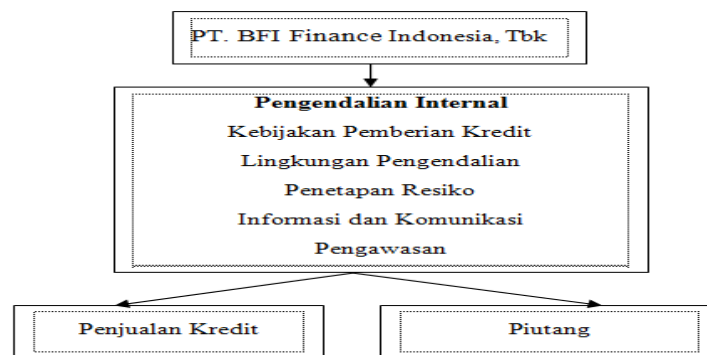 PT. BFI Finance Indonesia, Tbk
Pengendalian Internal
Kebijakan Pemberian Kredit
Lingkungan Pengendalian
Penetapan Resiko
Informasi dan Komunikasi
Pengawasan
Penjualan Kredit
Piutang